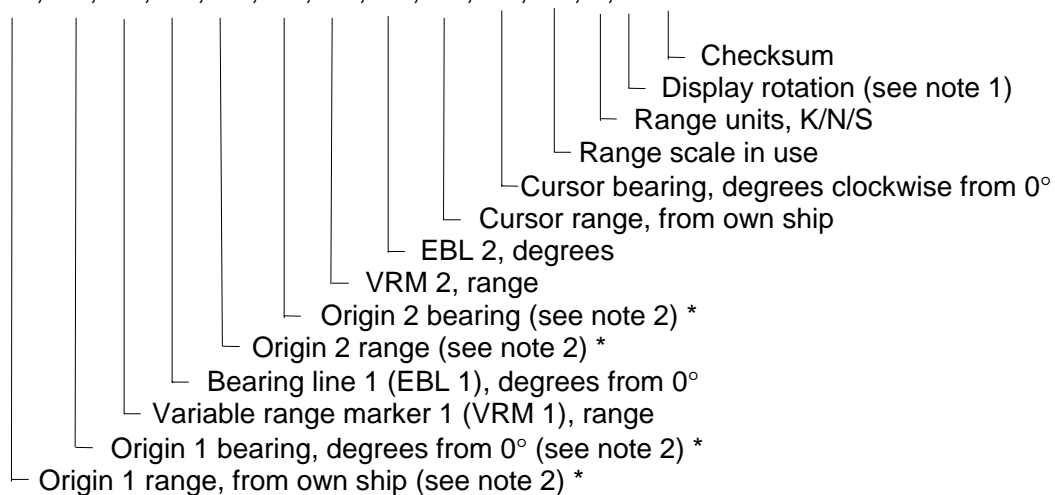 Checksum
Display rotation (see note 1)
Range units, K/N/S
Range scale in use
Cursor bearing, degrees clockwise from 0°
Cursor range, from own ship
EBL 2, degrees
VRM 2, range
Origin 2 bearing (see note 2) *
Origin 2 range (see note 2) *
Bearing line 1 (EBL 1), degrees from 0°
Variable range marker 1 (VRM 1), range
Origin 1 bearing, degrees from 0° (see note 2) *
Origin 1 range, from own ship (see note 2) *